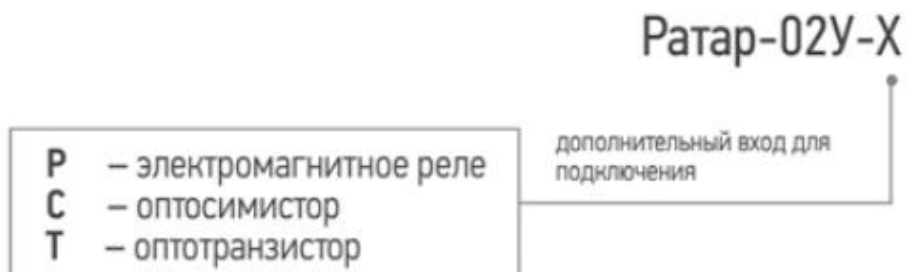 Ратар-02У-Х
дополнительный вход для
подключения
Р – электромагнитное реле
С – оптосимистор
Т – оптотранзистор